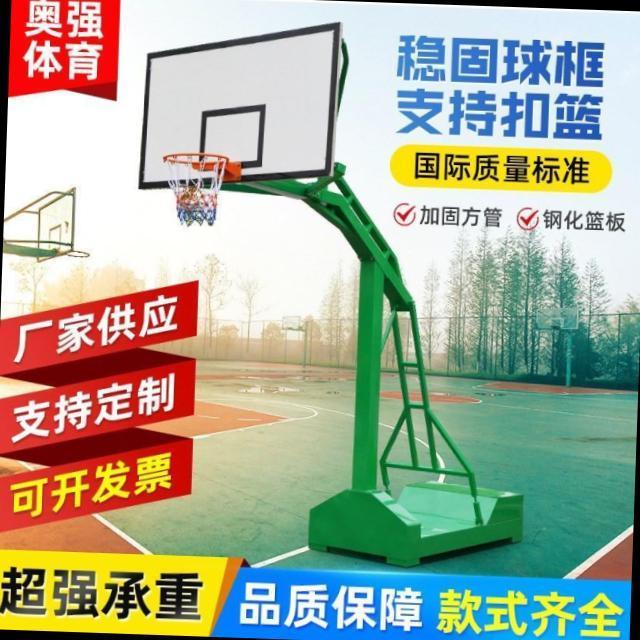 奥强
体育
稳固球框
支持扣篮
国际质量标准
加固方管 钢化篮板
厂家供应
支持定制
可开发票
超强承重 品质保障 款式齐全